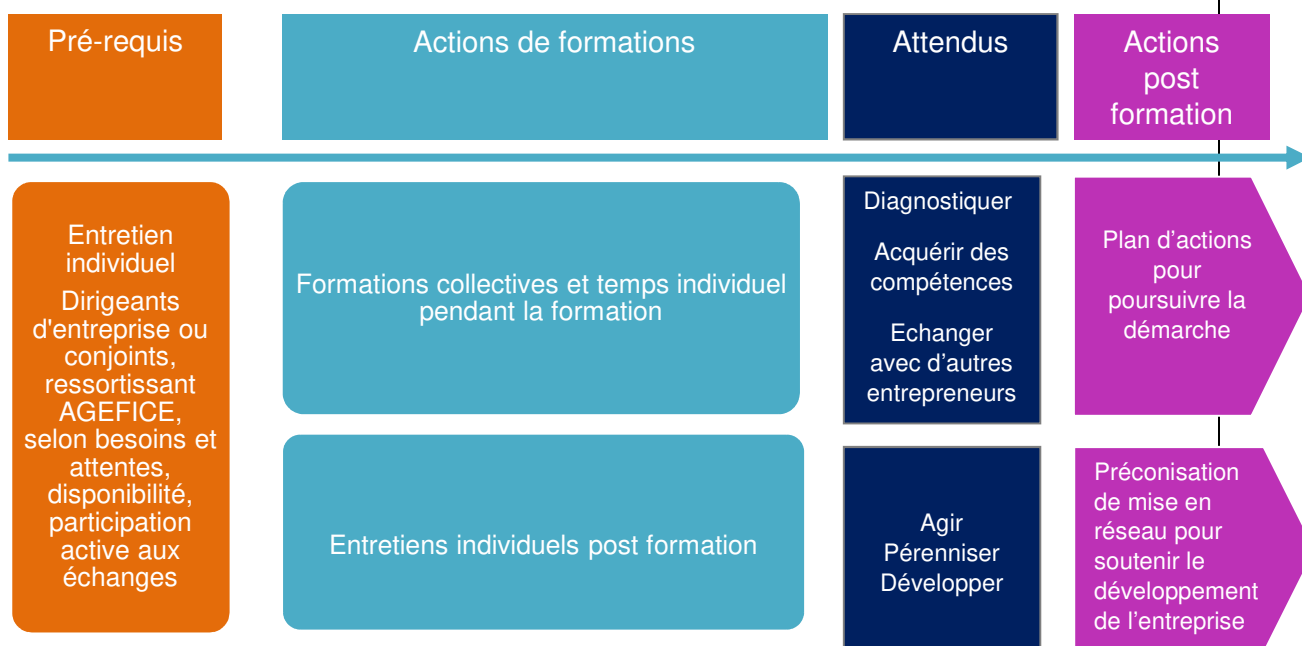 Pré-requis
Actions de formations
Attendus
Actions
post
formation
Entretien
individuel
Dirigeants
d'entreprise ou
conjoints,
ressortissant
AGEFICE,
selon besoins et
attentes,
disponibilité,
participation
active aux
échanges
Formations collectives et temps individuel
pendant la formation
Entretiens individuels post formation
Diagnostiquer
Acquérir des
compétences
Echanger
avec d’autres
entrepreneurs
Agir
Pérenniser
Développer
Plan d’actions
pour
poursuivre la
démarche
Préconisation
de mise en
réseau pour
soutenir le
développement
de l’entreprise